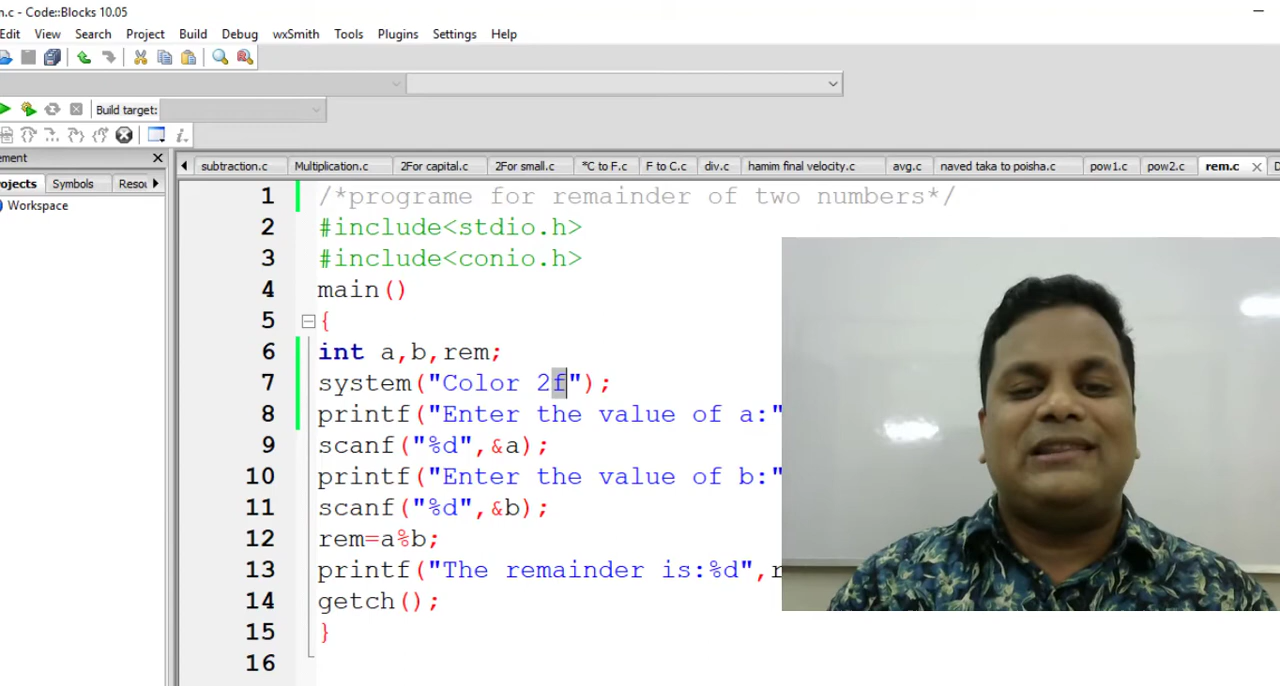 m.c - Code::Blocks 10.05
Edit View Search Project Build Debug wxSmith Tools Plugins Settings Help
Build target:
ement
subtraction.c Multiplication.c 2For capital.c 2For small.c *C to F.c F to C.c div.c hamim final velocity.c avg.c naved taka to poisha.c pow1.c pow2.c rem.c
ojects Symbols Resou
Workspace
1 /*programe for remainder of two numbers*/
2 #include<stdio.h>
3 #include<conio.h>
4 main()
5 {
6 int a,b,rem;
7 system("Color 2f");
8 printf("Enter the value of a:"
9 scanf("%d",&a);
10 printf("Enter the value of b:"
11 scanf("%d",&b);
12 rem=a%b;
13 printf("The remainder is:%d",r
14 getch();
15 }
16